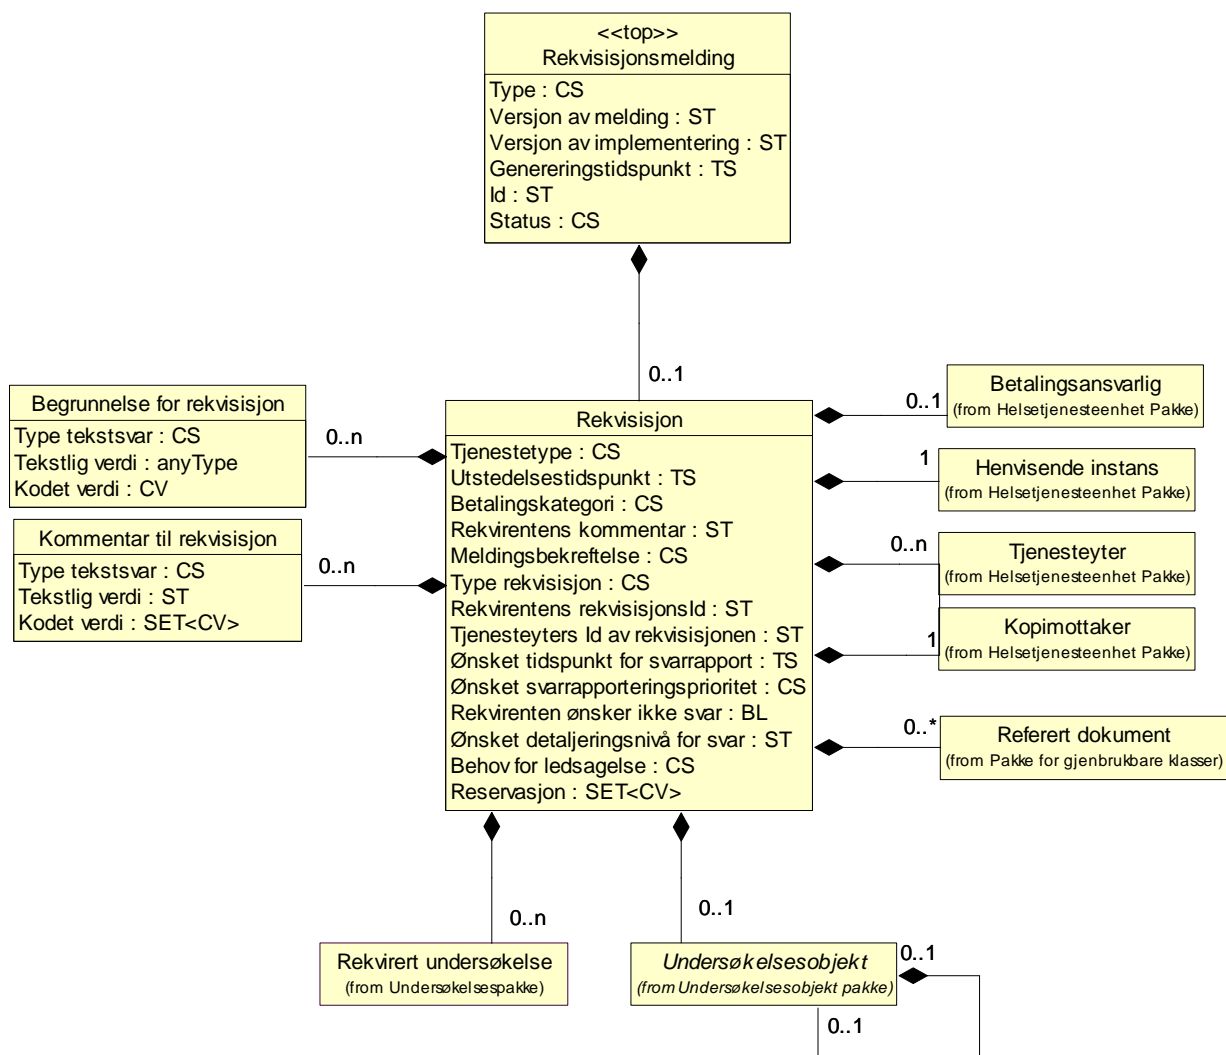 <<top>>
Rekvisisjonsmelding
Type : CS
Versjon av melding : ST
Versjon av implementering : ST
Genereringstidspunkt : TS
Id : ST
Status : CS
0..1
Begrunnelse for rekvisisjon
Type tekstsvar : CS
Tekstlig verdi : anyType
Kodet verdi : CV
0..n
Kommentar til rekvisisjon
Type tekstsvar : CS
Tekstlig verdi : ST
Kodet verdi : SET<CV>
0..n
Rekvisisjon
Tjenestetype : CS
Utstedelsestidspunkt : TS
Betalingskategori : CS
Rekvirentens kommentar : ST
Meldingsbekreftelse : CS
Type rekvisisjon : CS
Rekvirentens rekvisisjonsId : ST
Tjenesteyters Id av rekvisisjonen : ST
Ønsket tidspunkt for svarrapport : TS
Ønsket svarrapporteringsprioritet : CS
Rekvirenten ønsker ikke svar : BL
Ønsket detaljeringsnivå for svar : ST
Behov for ledsagelse : CS
Reservasjon : SET<CV>
0..1
Betalingsansvarlig
(from Helsetjenesteenhet Pakke)
1
Henvisende instans
(from Helsetjenesteenhet Pakke)
0..n
Tjenesteyter
(from Helsetjenesteenhet Pakke)
1
Kopimottaker
(from Helsetjenesteenhet Pakke)
0..*
Referert dokument
(from Pakke for gjenbrukbare klasser)
0..n
Rekvirert undersøkelse
(from Undersøkelsespakke)
0..1
Undersøkelsesobjekt
(from Undersøkelsesobjekt pakke)
0..1
0..1